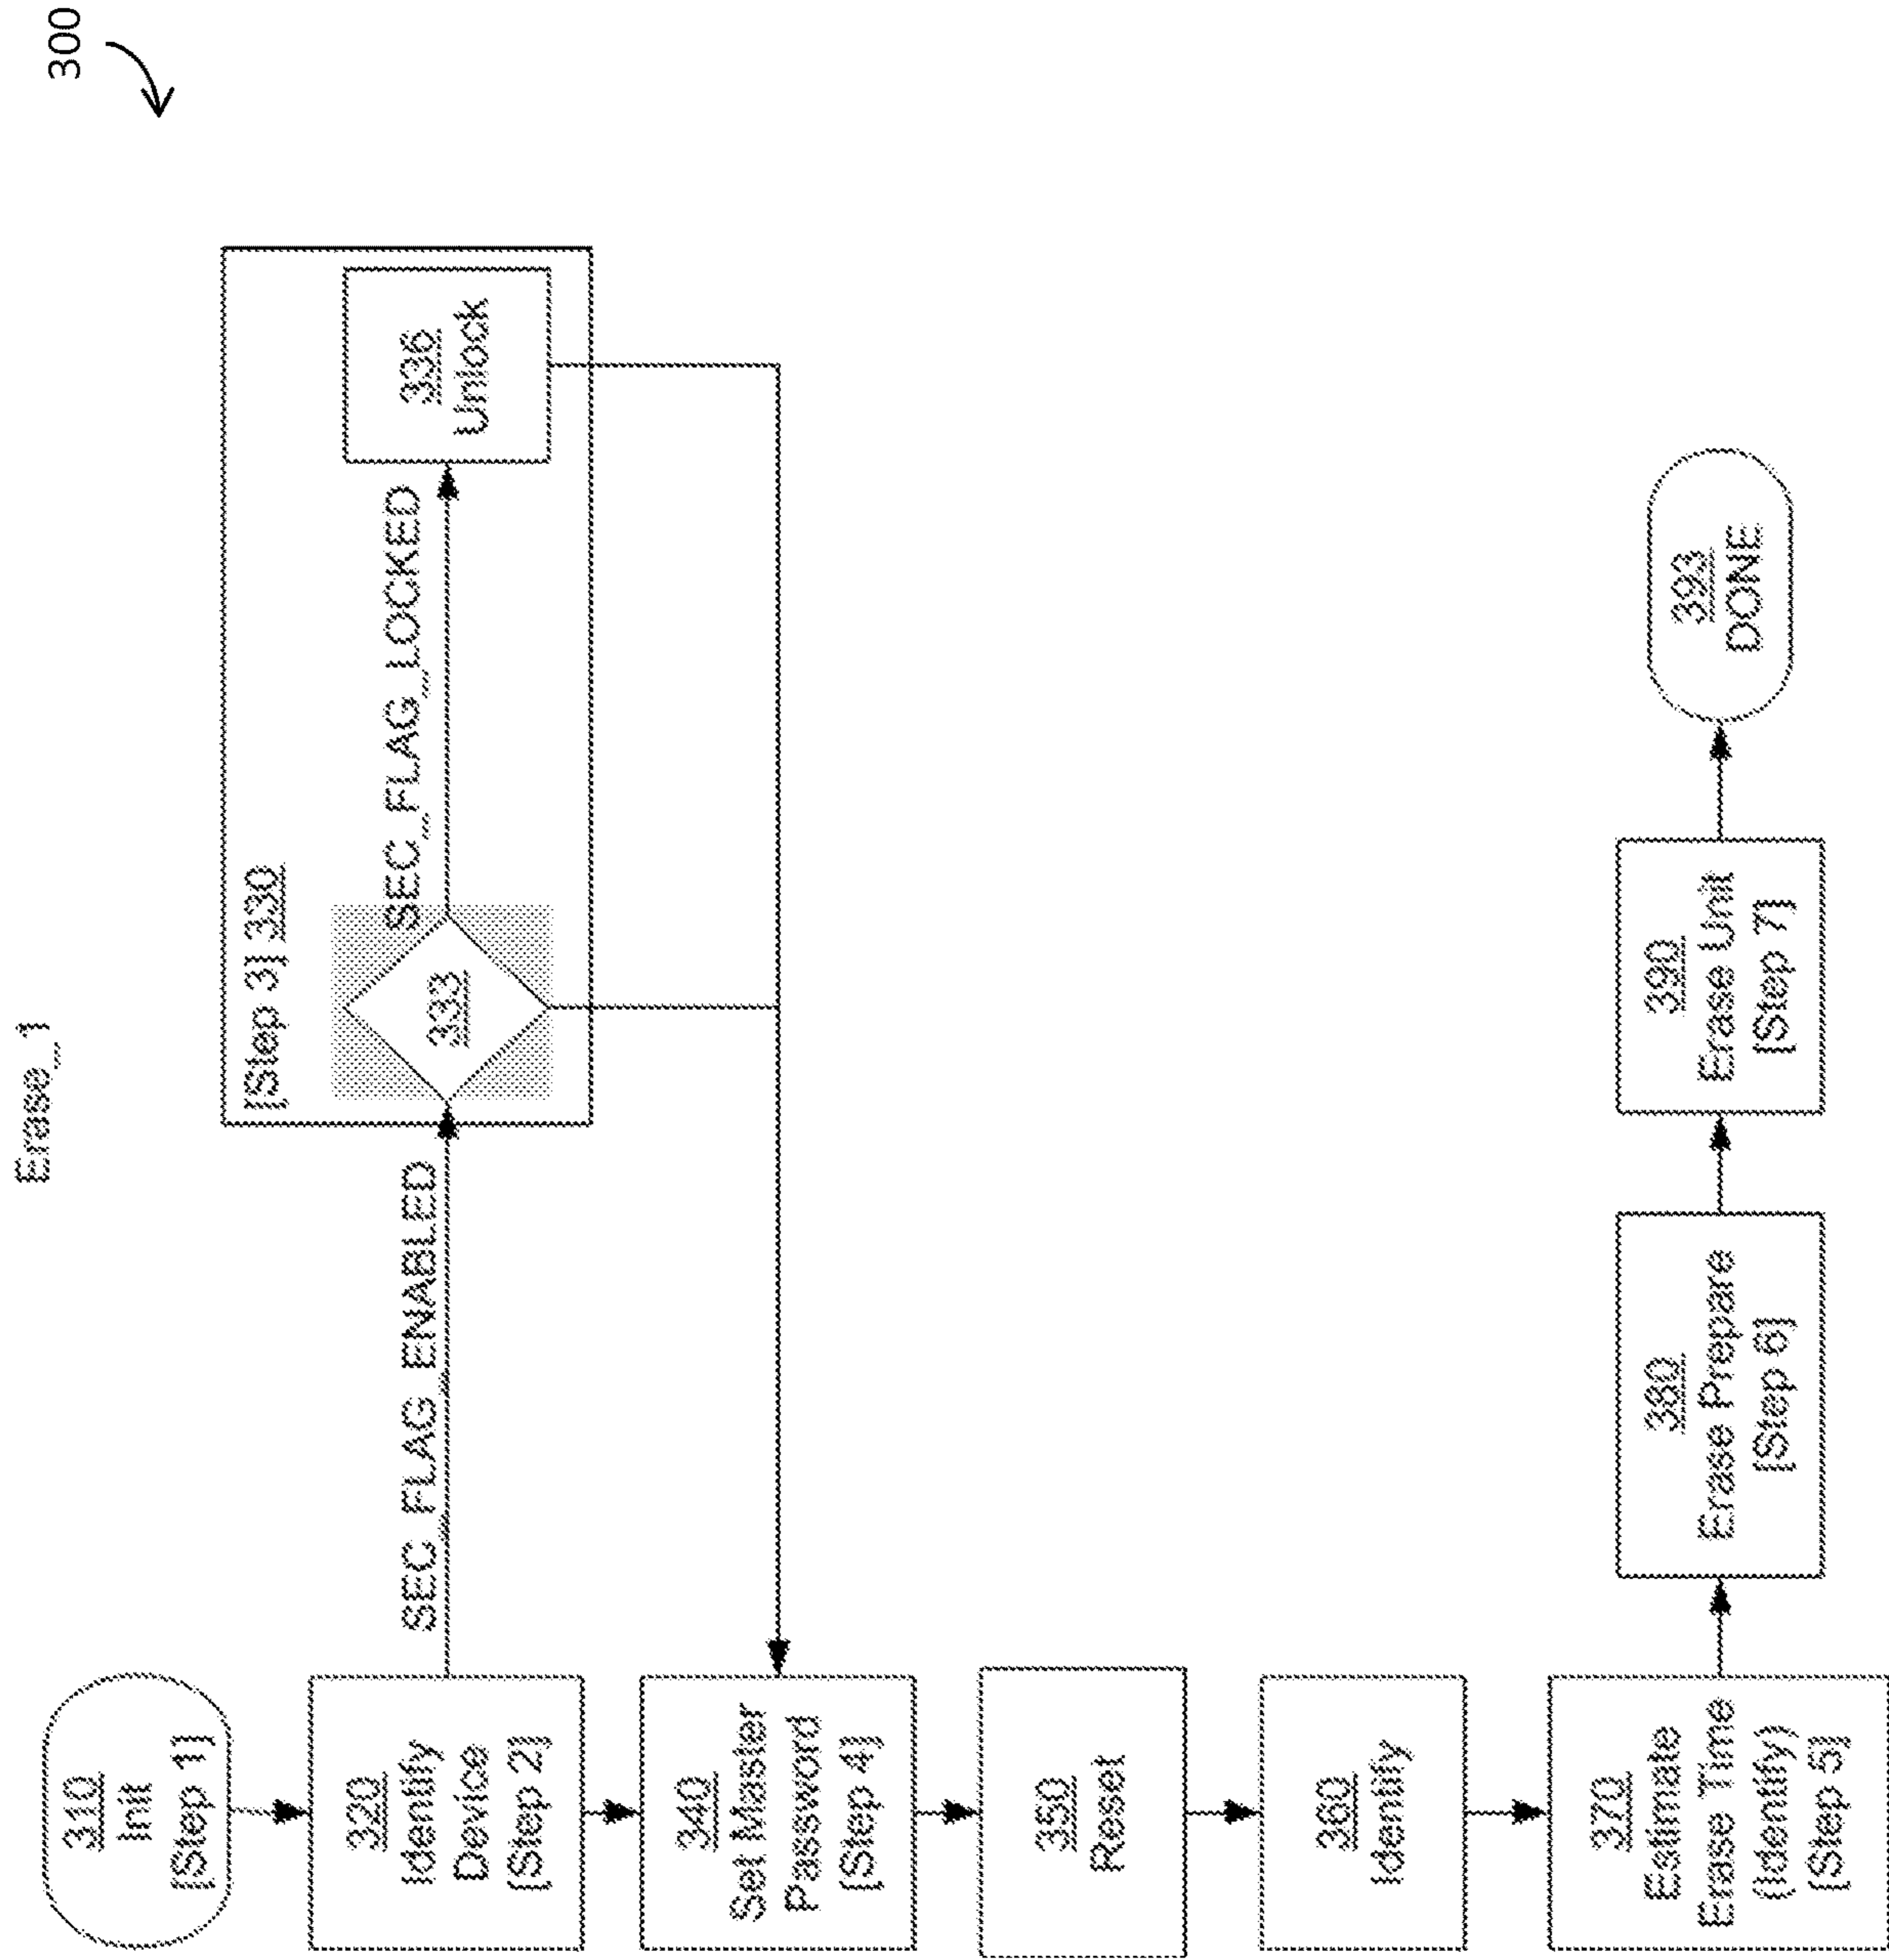 Erase_1
300
310
Init
[Step 1]
320
Identify
Device
[Step 2]
SEC_FLAG_ENABLED
[Step 3] 330
333
SEC_FLAG_LOCKED
336
Unlock
340
Set Master
Password
[Step 4]
350
Reset
360
Identify
370
Estimate
Erase Time
(Identify)
[Step 5]
380
Erase Prepare
[Step 6]
390
Erase Unit
[Step 7]
393
DONE